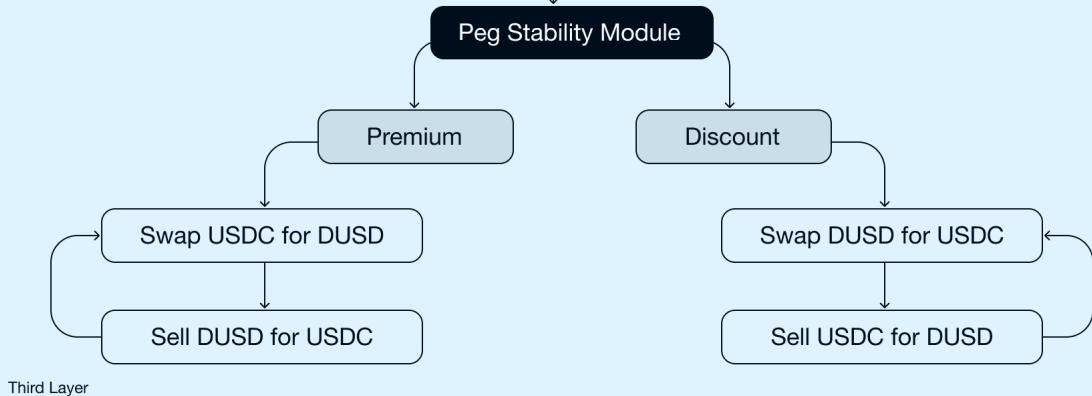 Peg Stability Module
Premium
Discount
Swap USDC for DUSD
Swap DUSD for USDC
Sell DUSD for USDC
Sell USDC for DUSD
Third Layer